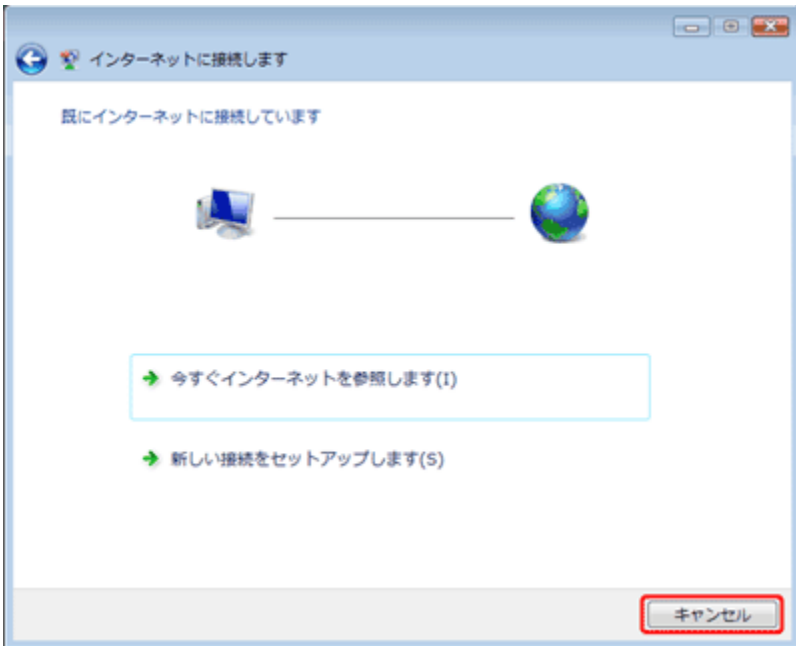 インターネットに接続します
既にインターネットに接続しています
今すぐインターネットを参照します(I)
新しい接続をセットアップします(S)
キャンセル